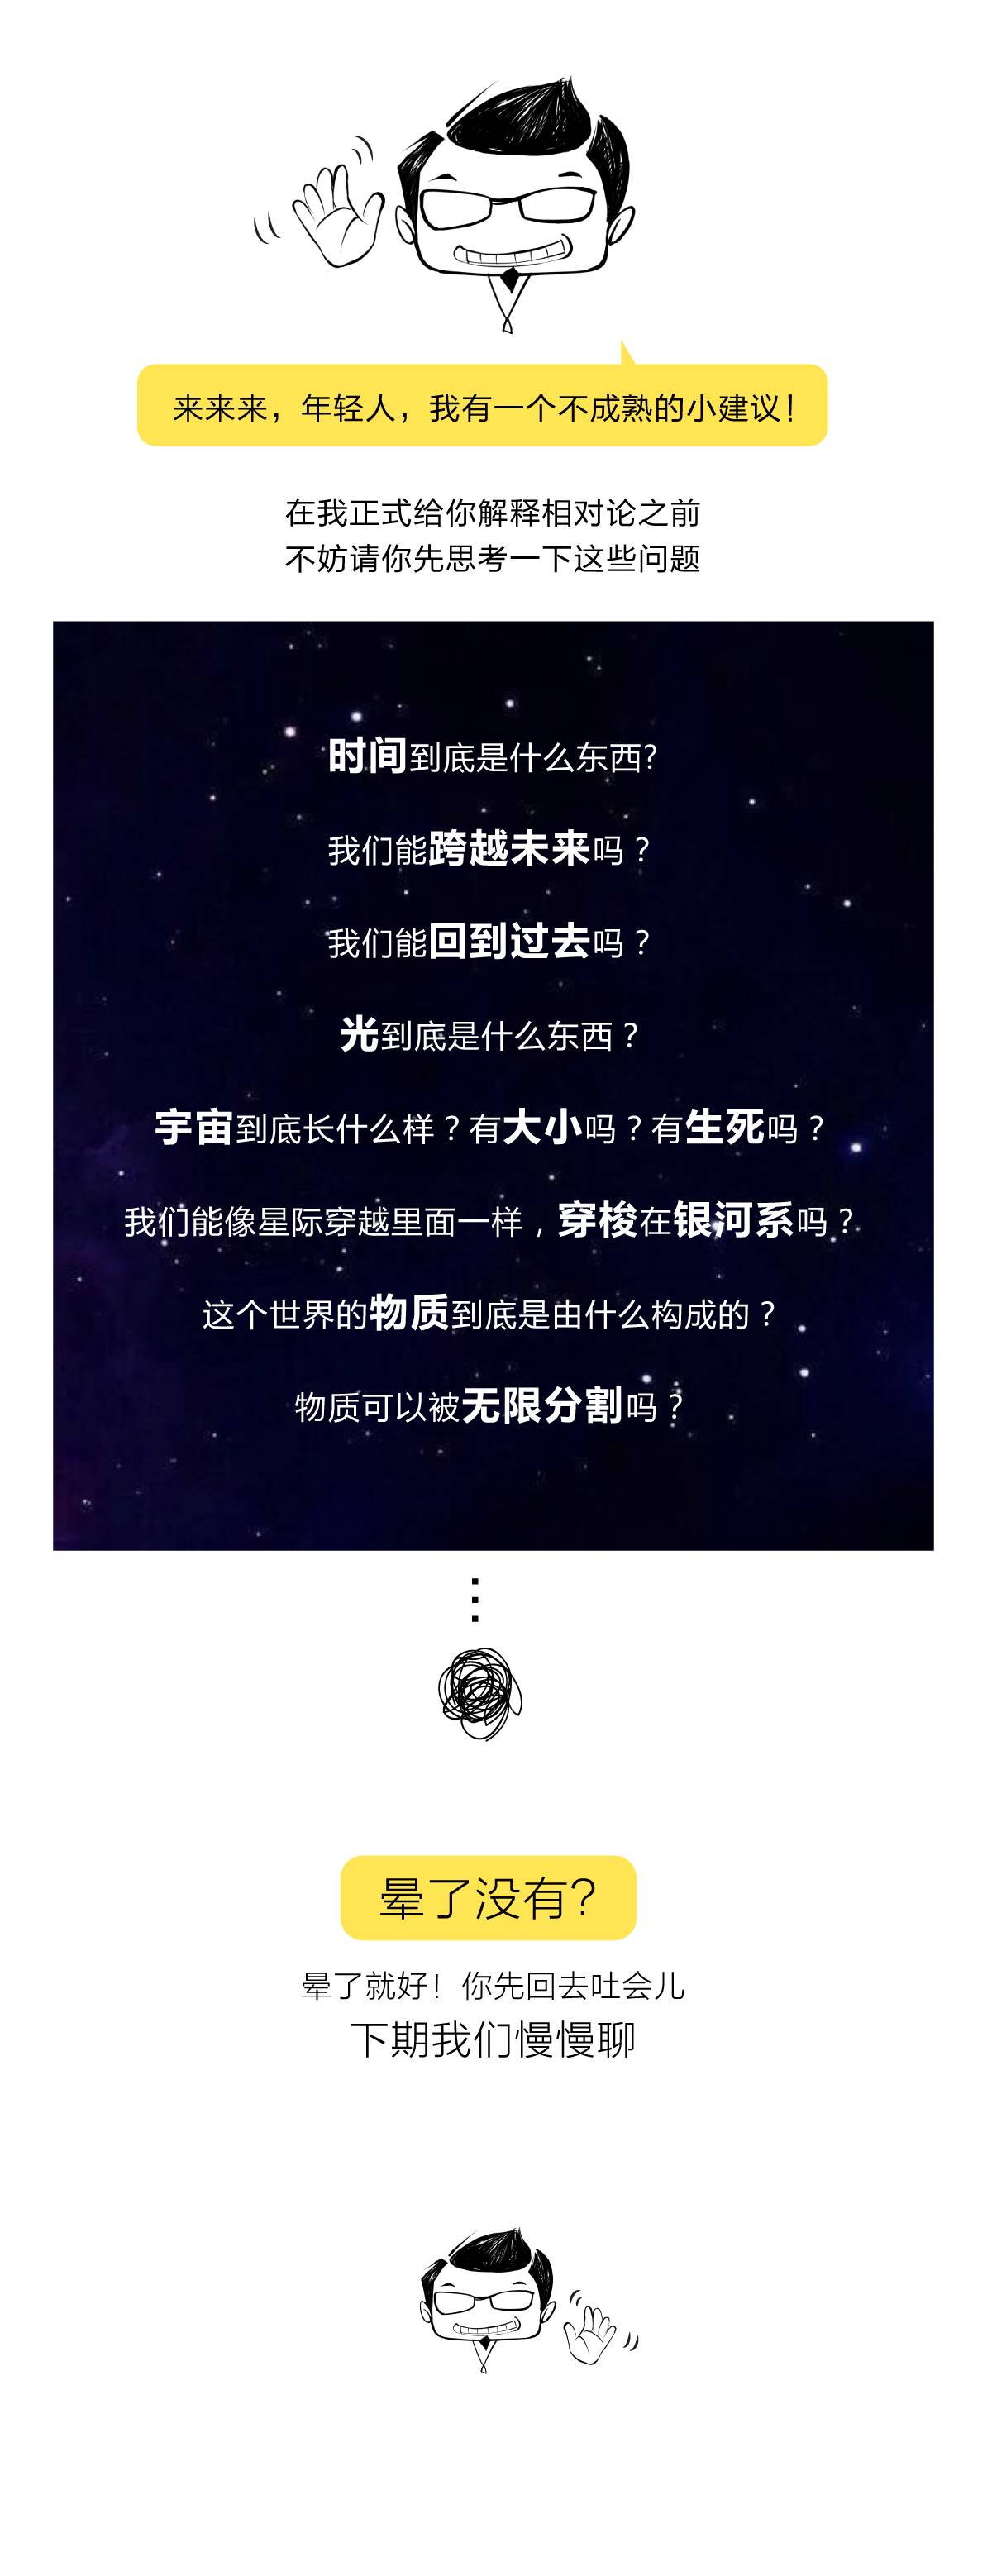 来来来，年轻人，我有一个不成熟的小建议！
在我正式给你解释相对论之前
不妨请你先思考一下这些问题
时间到底是什么东西?
我们能跨越未来吗？
我们能回到过去吗？
光到底是什么东西？
宇宙到底长什么样？有大小吗？有生死吗？
我们能像星际穿越里面一样，穿梭在银河系吗？
这个世界的物质到底是由什么构成的？
物质可以被无限分割吗？
晕了没有？
晕了就好！你先回去吐会儿
下期我们慢慢聊